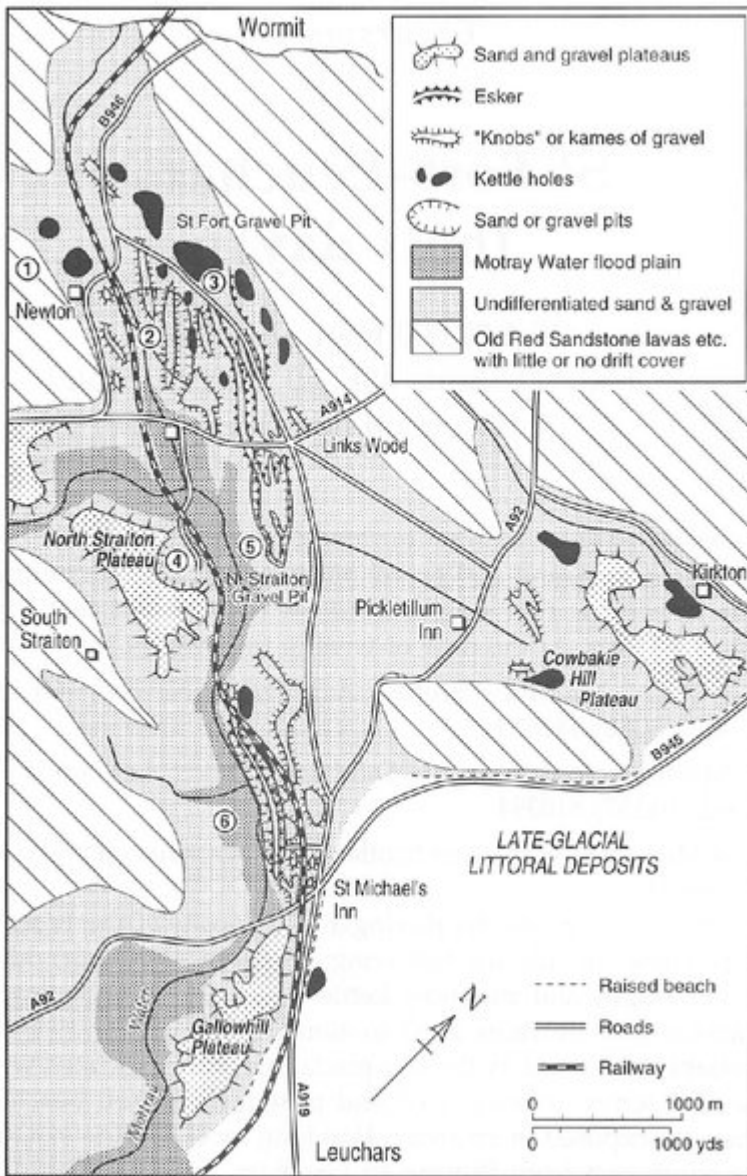 Wormit
B946
Sand and gravel plateaus
Esker
"Knobs" or kames of gravel
Kettle holes
Sand or gravel pits
Motray Water flood plain
Undifferentiated sand & gravel
Old Red Sandstone lavas etc.
with little or no drift cover
St Fort Gravel Pit
1
3
Newton
2
A914
Links Wood
A92
North Straiton
Plateau
4
5
N. Straiton
Gravel Pit
Kirkton
South
Straiton
Pickletillum
Inn
Cowbakie
Hill
Plateau
B945
6
LATE-GLACIAL
LITTORAL DEPOSITS
St Michael's
Inn
A92
Water
Motray
Gallowhill
Plateau
N
Raised beach
Roads
Railway
A919
0 1000 m
0 1000 yds
Leuchars